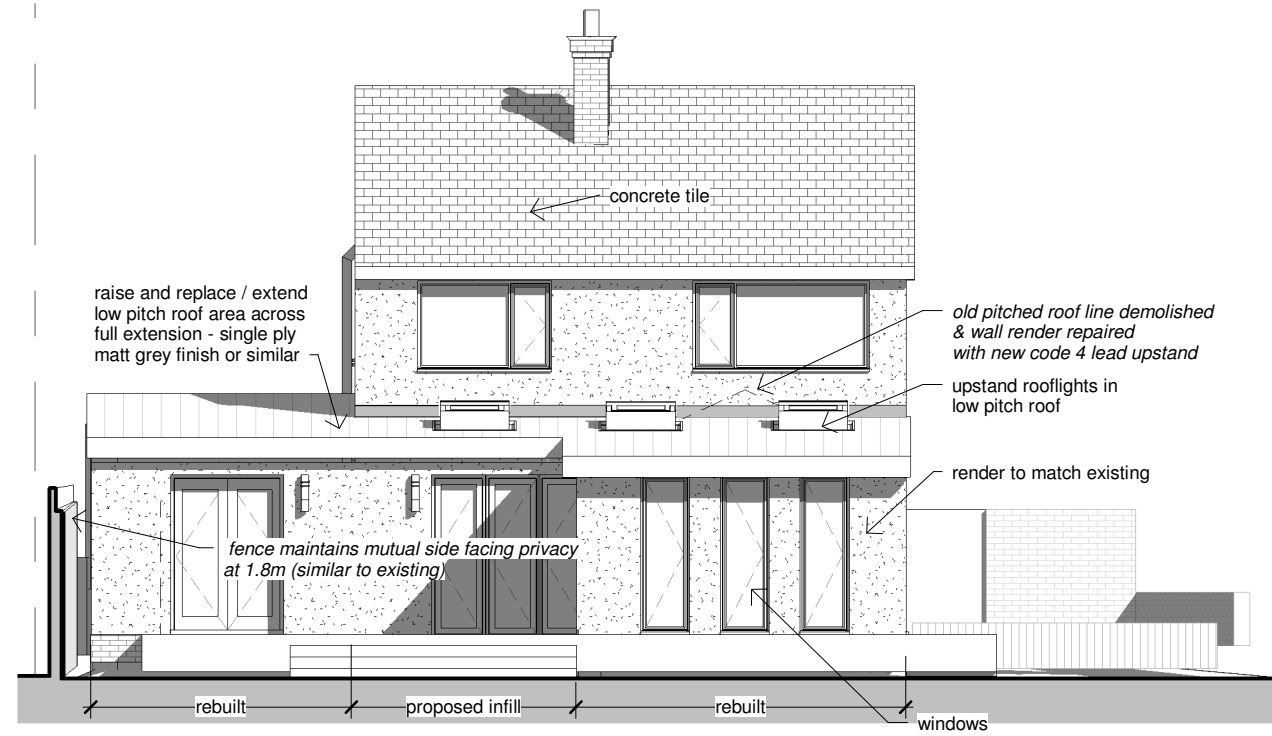 concrete tile
raise and replace / extend
low pitch roof area across
full extension - single ply
matt grey finish or similar
old pitched roof line demolished
& wall render repaired
with new code 4 lead upstand
upstand rooflights in
low pitch roof
render to match existing
fence maintains mutual side facing privacy
at 1.8m (similar to existing)
rebuilt
proposed infill
rebuilt
windows